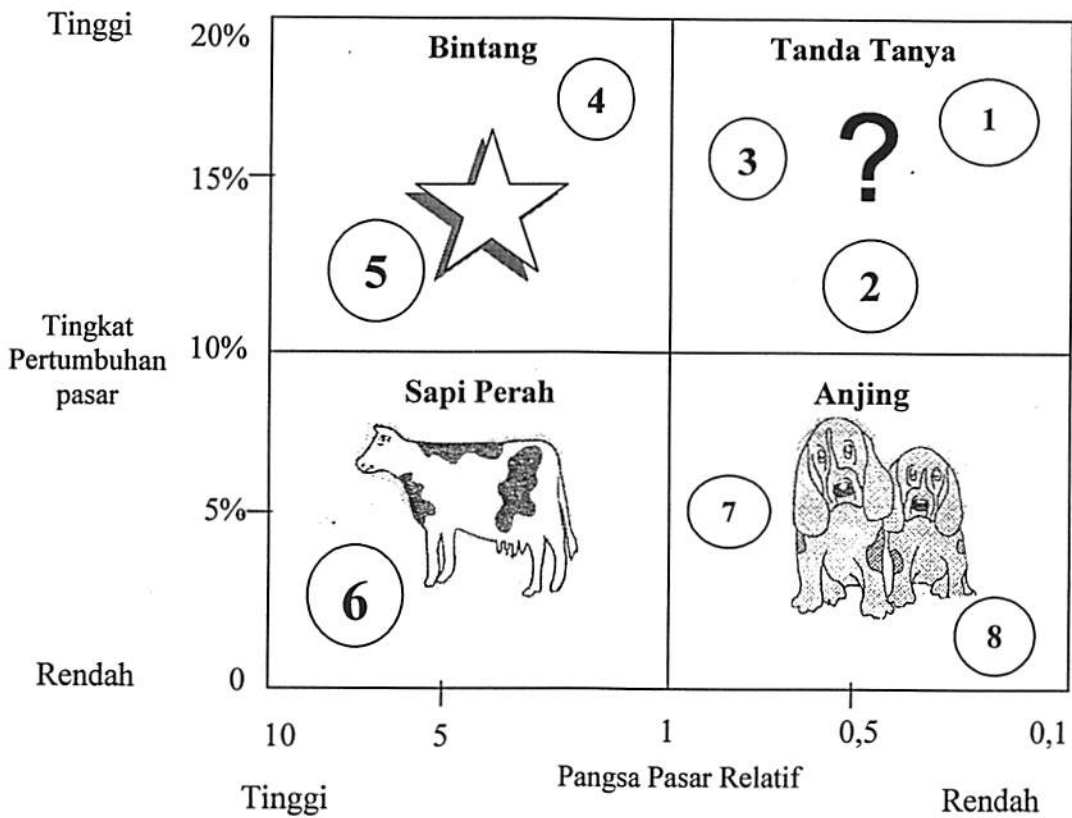 Tinggi
20%
Bintang
Tanda Tanya
4
1
?
3
15%
5
2
Tingkat
Pertumbuhan
pasar
10%
Sapi Perah
Anjing
5%
7
6
8
Rendah
0
10
5
1
0,5
0,1
Pangsa Pasar Relatif
Tinggi
Rendah